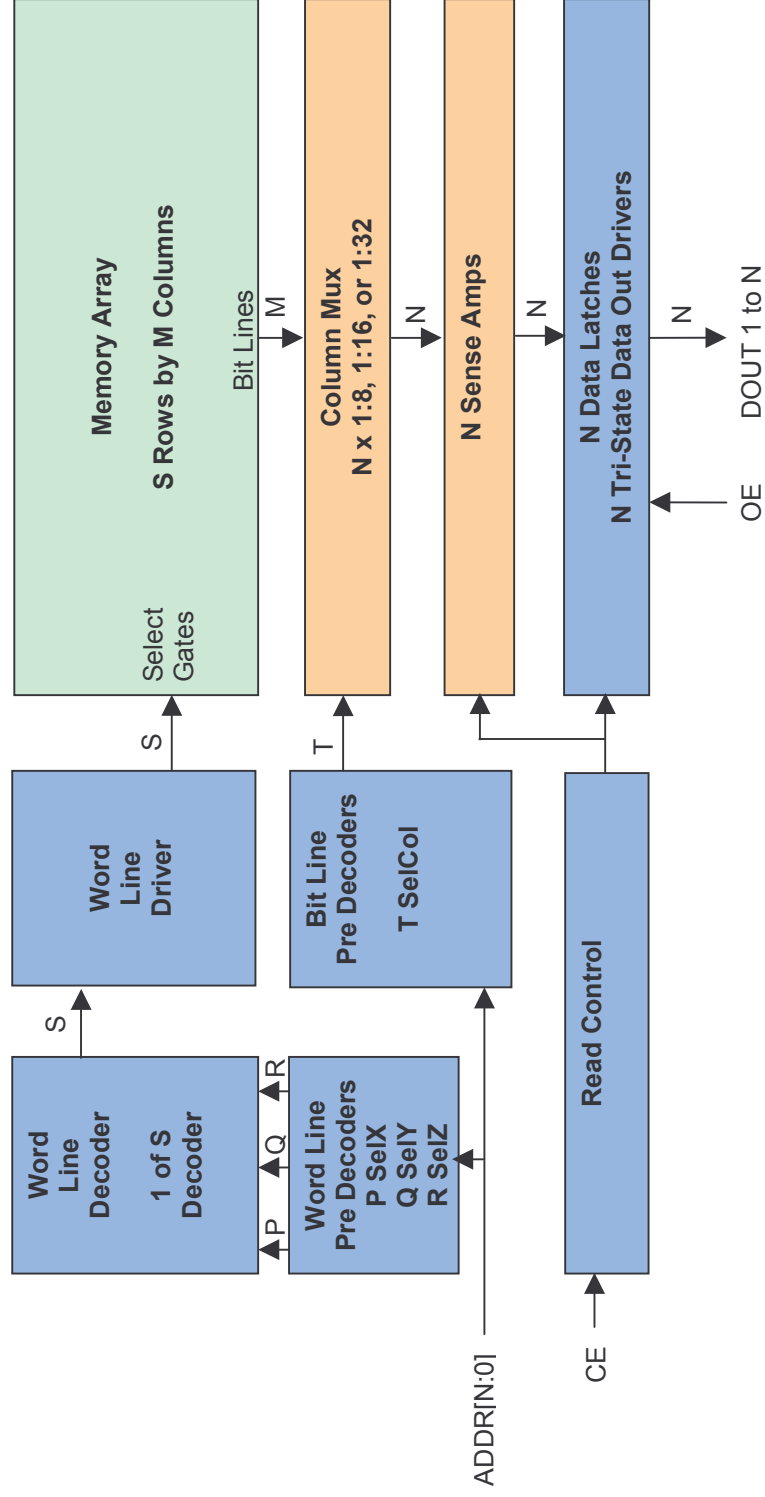 Word
Line
Decoder
1 of S
Decoder
S
Word
Line
Driver
S
Select
Gates
Memory Array
S Rows by M Columns
Bit Lines
P
Q
R
M
Word Line
Pre Decoders
P SelX
Q SelY
R SelZ
Bit Line
Pre Decoders
T SelCol
T
Column Mux
N x 1:8, 1:16, or 1:32
N
ADDR[N:0]
N Sense Amps
N
CE
Read Control
N Data Latches
N Tri-State Data Out Drivers
N
OE
DOUT 1 to N